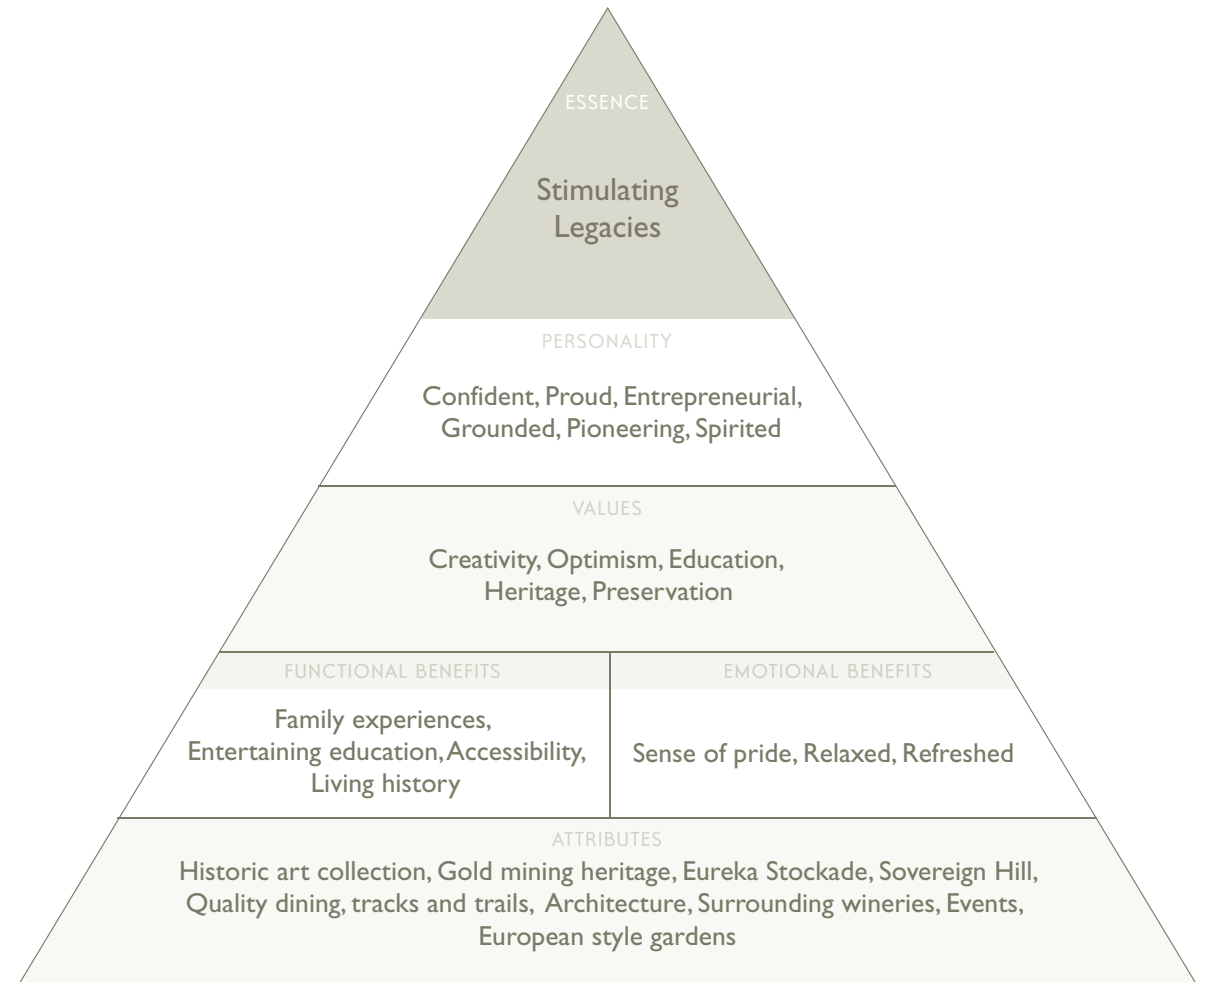 ESSENCE
Stimulating
Legacies
PERSONALITY
Confident, Proud, Entrepreneurial,
Grounded, Pioneering, Spirited
VALUES
Creativity, Optimism, Education,
Heritage, Preservation
FUNCTIONAL BENEFITS
Family experiences,
Entertaining education, Accessibility,
Living history
EMOTIONAL BENEFITS
Sense of pride, Relaxed, Refreshed
ATTRIBUTES
Historic art collection, Gold mining heritage, Eureka Stockade, Sovereign Hill,
Quality dining, tracks and trails, Architecture, Surrounding wineries, Events,
European style gardens